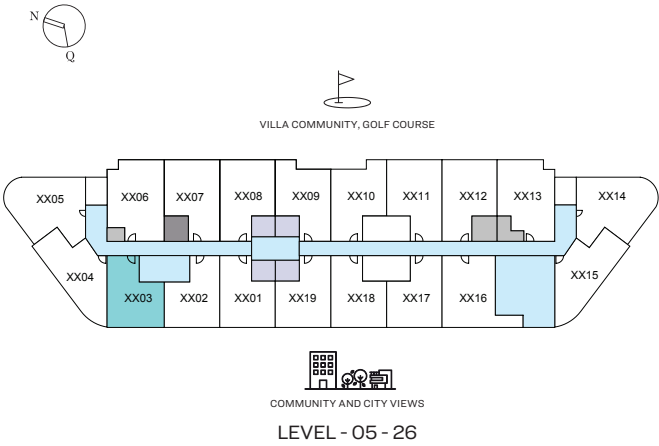 N
Q
VILLA COMMUNITY, GOLF COURSE
XX05
XX06
XX07
XX08
XX09
XX10
XX11
XX12
XX13
XX14
XX04
XX03
XX02
XX01
XX19
XX18
XX17
XX16
XX15
COMMUNITY AND CITY VIEWS
LEVEL - 05 - 26